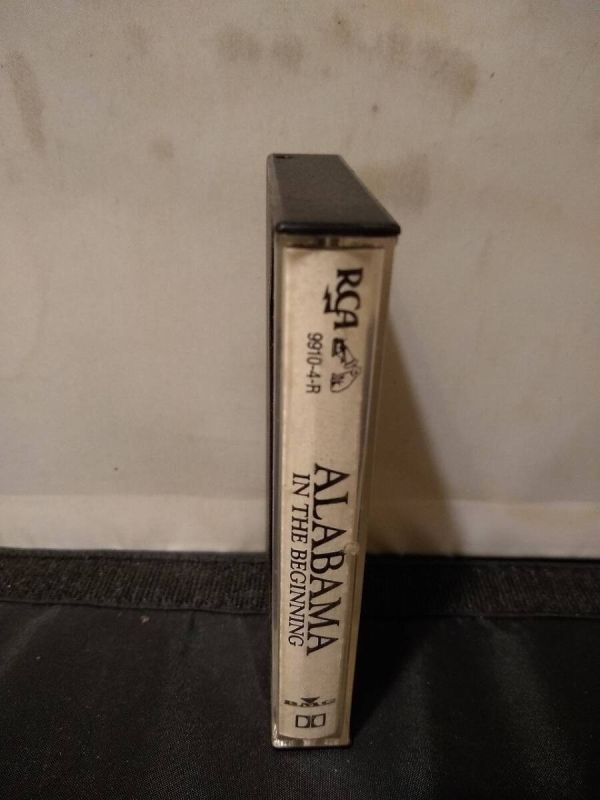 RCA
9910-4-R
ALABAMA
IN THE BEGINNING
BMG